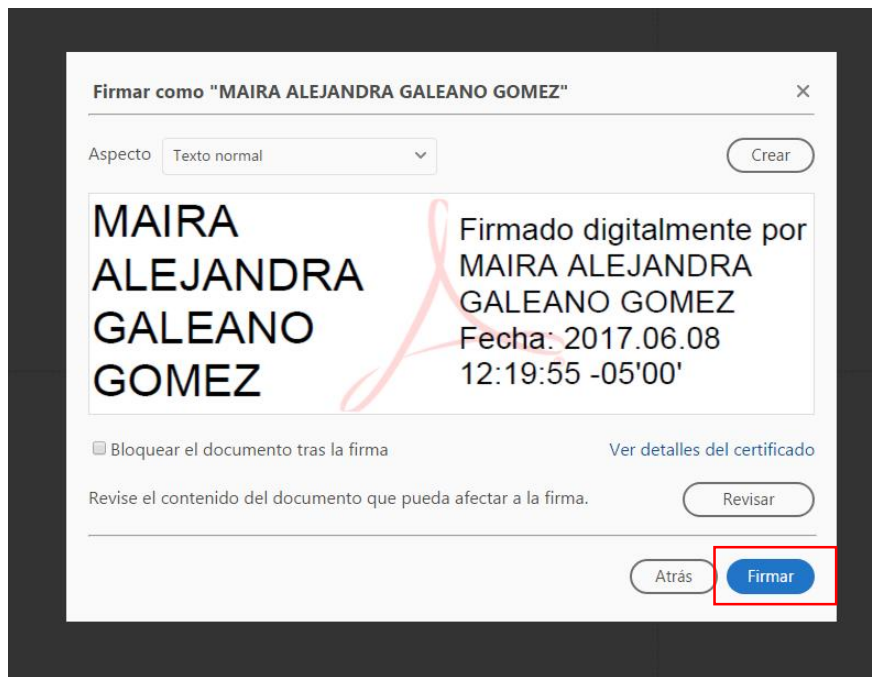 Firmar como "MAIRA ALEJANDRA GALEANO GOMEZ"
Aspecto Texto normal Crear
MAIRA
ALEJANDRA
GALEANO
GOMEZ
Firmado digitalmente por
MAIRA ALEJANDRA
GALEANO GOMEZ
Fecha: 2017.06.08
12:19:55 -05'00'
Bloquear el documento tras la firma Ver detalles del certificado
Revise el contenido del documento que pueda afectar a la firma. Revisar
Atrás Firmar